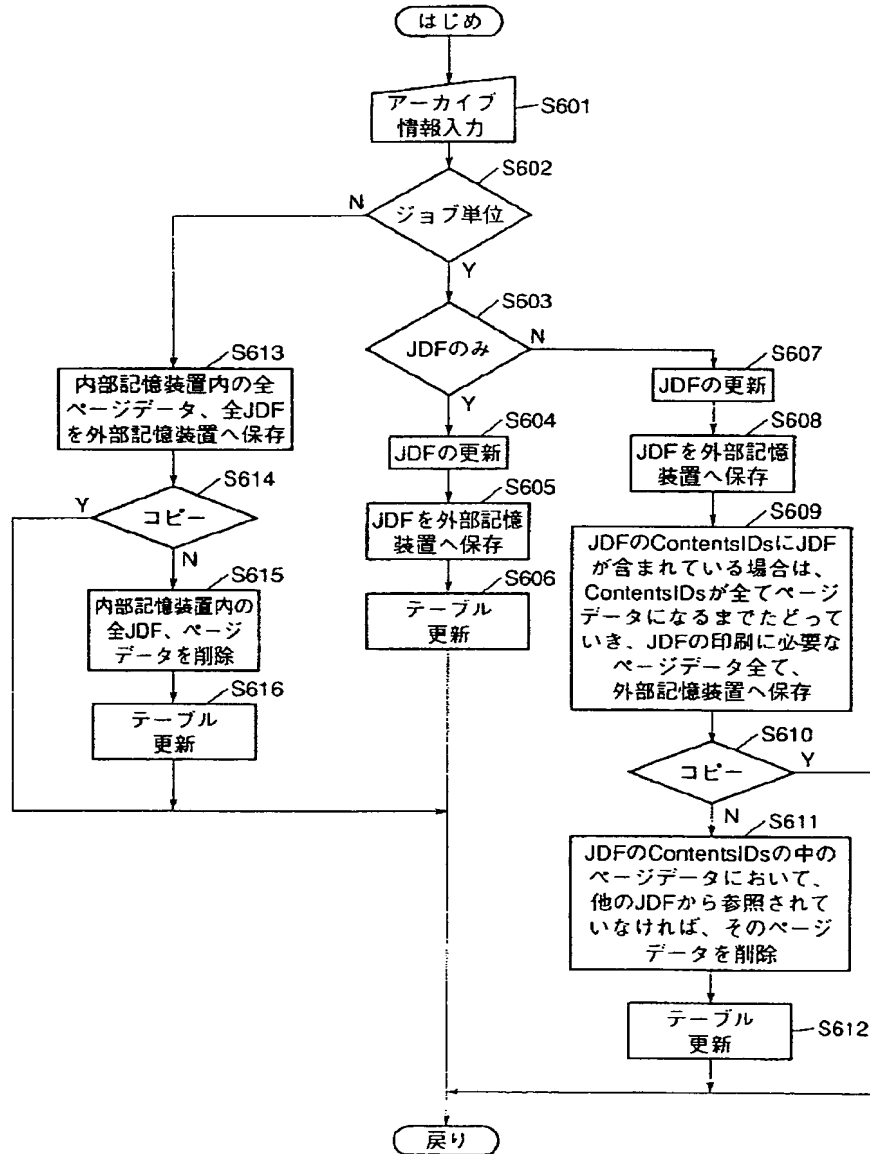 はじめ
アーカイブ
情報入力
S601
S602
ジョブ単位
N
Y
S603
JDFのみ
N
Y
S613
内部記憶装置内の全
ページデータ、全JDF
を外部記憶装置へ保存
S614
コピー
Y
N
S615
内部記憶装置内の
全JDF、ページ
データを削除
S616
テーブル
更新
S604
JDFの更新
S605
JDFを外部記憶
装置へ保存
S606
テーブル
更新
S607
JDFの更新
S608
JDFを外部記憶
装置へ保存
S609
JDFのContentsIDsにJDF
が含まれている場合は、
ContentsIDsが全てページ
データになるまでたどって
いき、JDFの印刷に必要な
ページデータ全て、
外部記憶装置へ保存
S610
コピー
Y
N
S611
JDFのContentsIDsの中の
ページデータにおいて、
他のJDFから参照されて
いなければ、そのページ
データを削除
テーブル
更新
S612
戻り